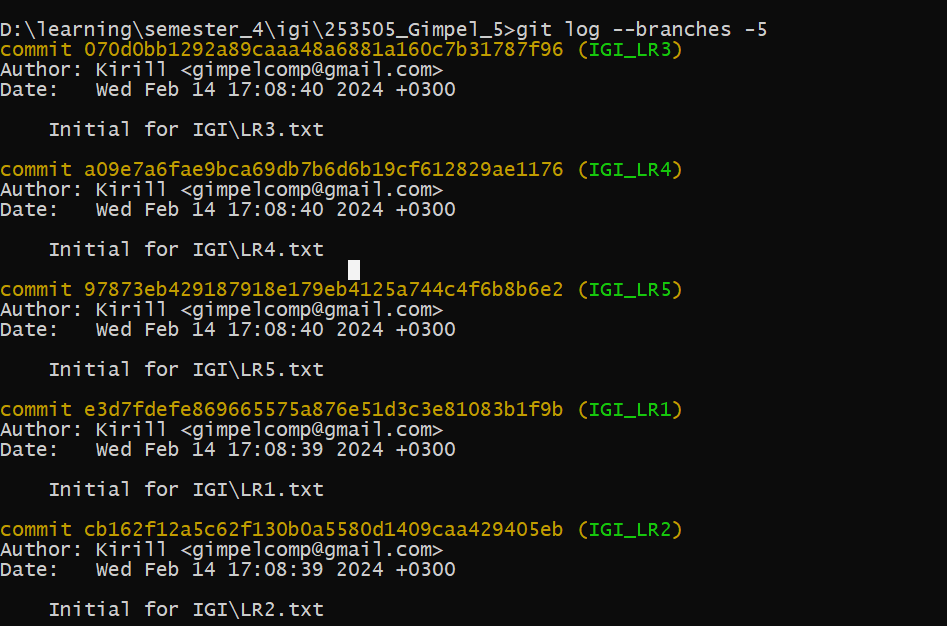 D:\learning\semester_4\igi\253505_Gimpel_5>git log --branches -5
commit 070d0bb1292a89caaa48a6881a160c7b31787f96 (IGI_LR3)
Author: Kirill <gimpelcomp@gmail.com>
Date:   Wed Feb 14 17:08:40 2024 +0300
    Initial for IGI\LR3.txt
commit a09e7a6fae9bca69db7b6d6b19cf612829ae1176 (IGI_LR4)
Author: Kirill <gimpelcomp@gmail.com>
Date:   Wed Feb 14 17:08:40 2024 +0300
    Initial for IGI\LR4.txt
commit 97873eb429187918e179eb4125a744c4f6b8b6e2 (IGI_LR5)
Author: Kirill <gimpelcomp@gmail.com>
Date:   Wed Feb 14 17:08:40 2024 +0300
    Initial for IGI\LR5.txt
commit e3d7fdefe869665575a876e51d3c3e81083b1f9b (IGI_LR1)
Author: Kirill <gimpelcomp@gmail.com>
Date:   Wed Feb 14 17:08:39 2024 +0300
    Initial for IGI\LR1.txt
commit cb162f12a5c62f130b0a5580d1409caa429405eb (IGI_LR2)
Author: Kirill <gimpelcomp@gmail.com>
Date:   Wed Feb 14 17:08:39 2024 +0300
    Initial for IGI\LR2.txt